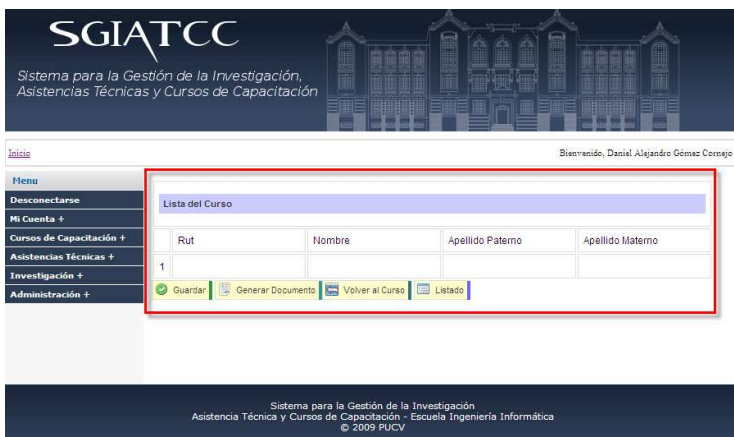 SGIATCC
Sistema para la Gestión de la Investigación,
Asistencias Técnicas y Cursos de Capacitación
Inicio
Bienvenido, Daniel Alejandro Gómez Cornejo
Menu
Desconectarse
Mi Cuenta +
Cursos de Capacitación +
Asistencias Técnicas +
Investigación +
Administración +
Lista del Curso
Rut Nombre Apellido Paterno Apellido Materno
1
Guardar Generar Documento Volver al Curso Listado
Sistema para la Gestión de la Investigación
Asistencia Técnica y Cursos de Capacitación - Escuela Ingeniería Informática
© 2009 PUCV